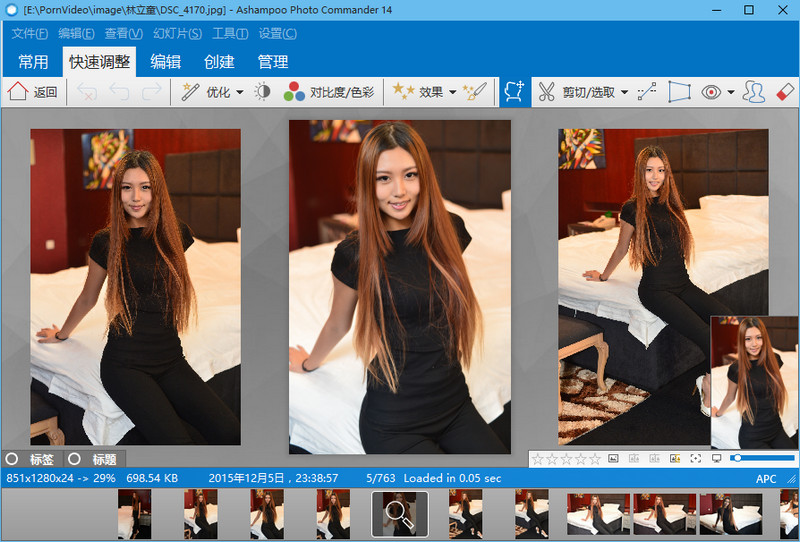 [E:\PornVideo\image\林立童\DSC_4170.jpg] - Ashampoo Photo Commander 14
文件(F) 编辑(E) 查看(V) 幻灯片(S) 工具(T) 设置(C)
常用 快速调整 编辑 创建 管理
返回 优化 对比度/色彩 效果 剪切/选取
标签 标题
851x1280x24 -> 29% 698.54 KB 2015年12月5日，23:38:57 5/763 Loaded in 0.05 sec APC